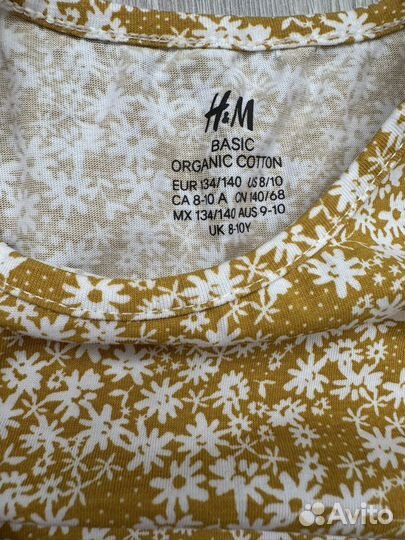 H&M
BASIC
ORGANIC COTTON
EUR 134/140 US 8/10
CA 8-10 A CN 140/68
MX 134/140 AUS 9-10
UK 8-10Y
Avito